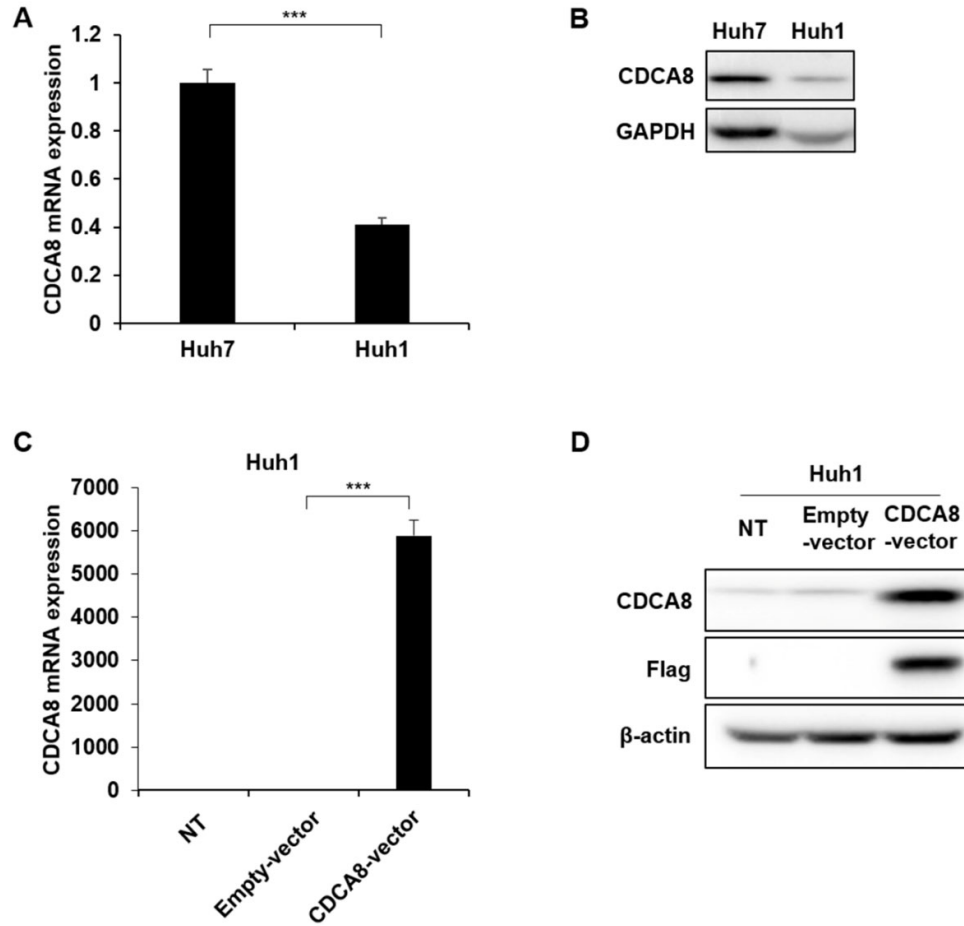 A
***
CDCA8 mRNA expression
1.2
1
0.8
0.6
0.4
0.2
0
Huh7
Huh1
B
Huh7 Huh1
CDCA8
GAPDH
C
Huh1
***
CDCA8 mRNA expression
7000
6000
5000
4000
3000
2000
1000
0
NT
Empty-vector
CDCA8-vector
D
Huh1
NT
Empty
-vector
CDCA8
-vector
CDCA8
Flag
β-actin